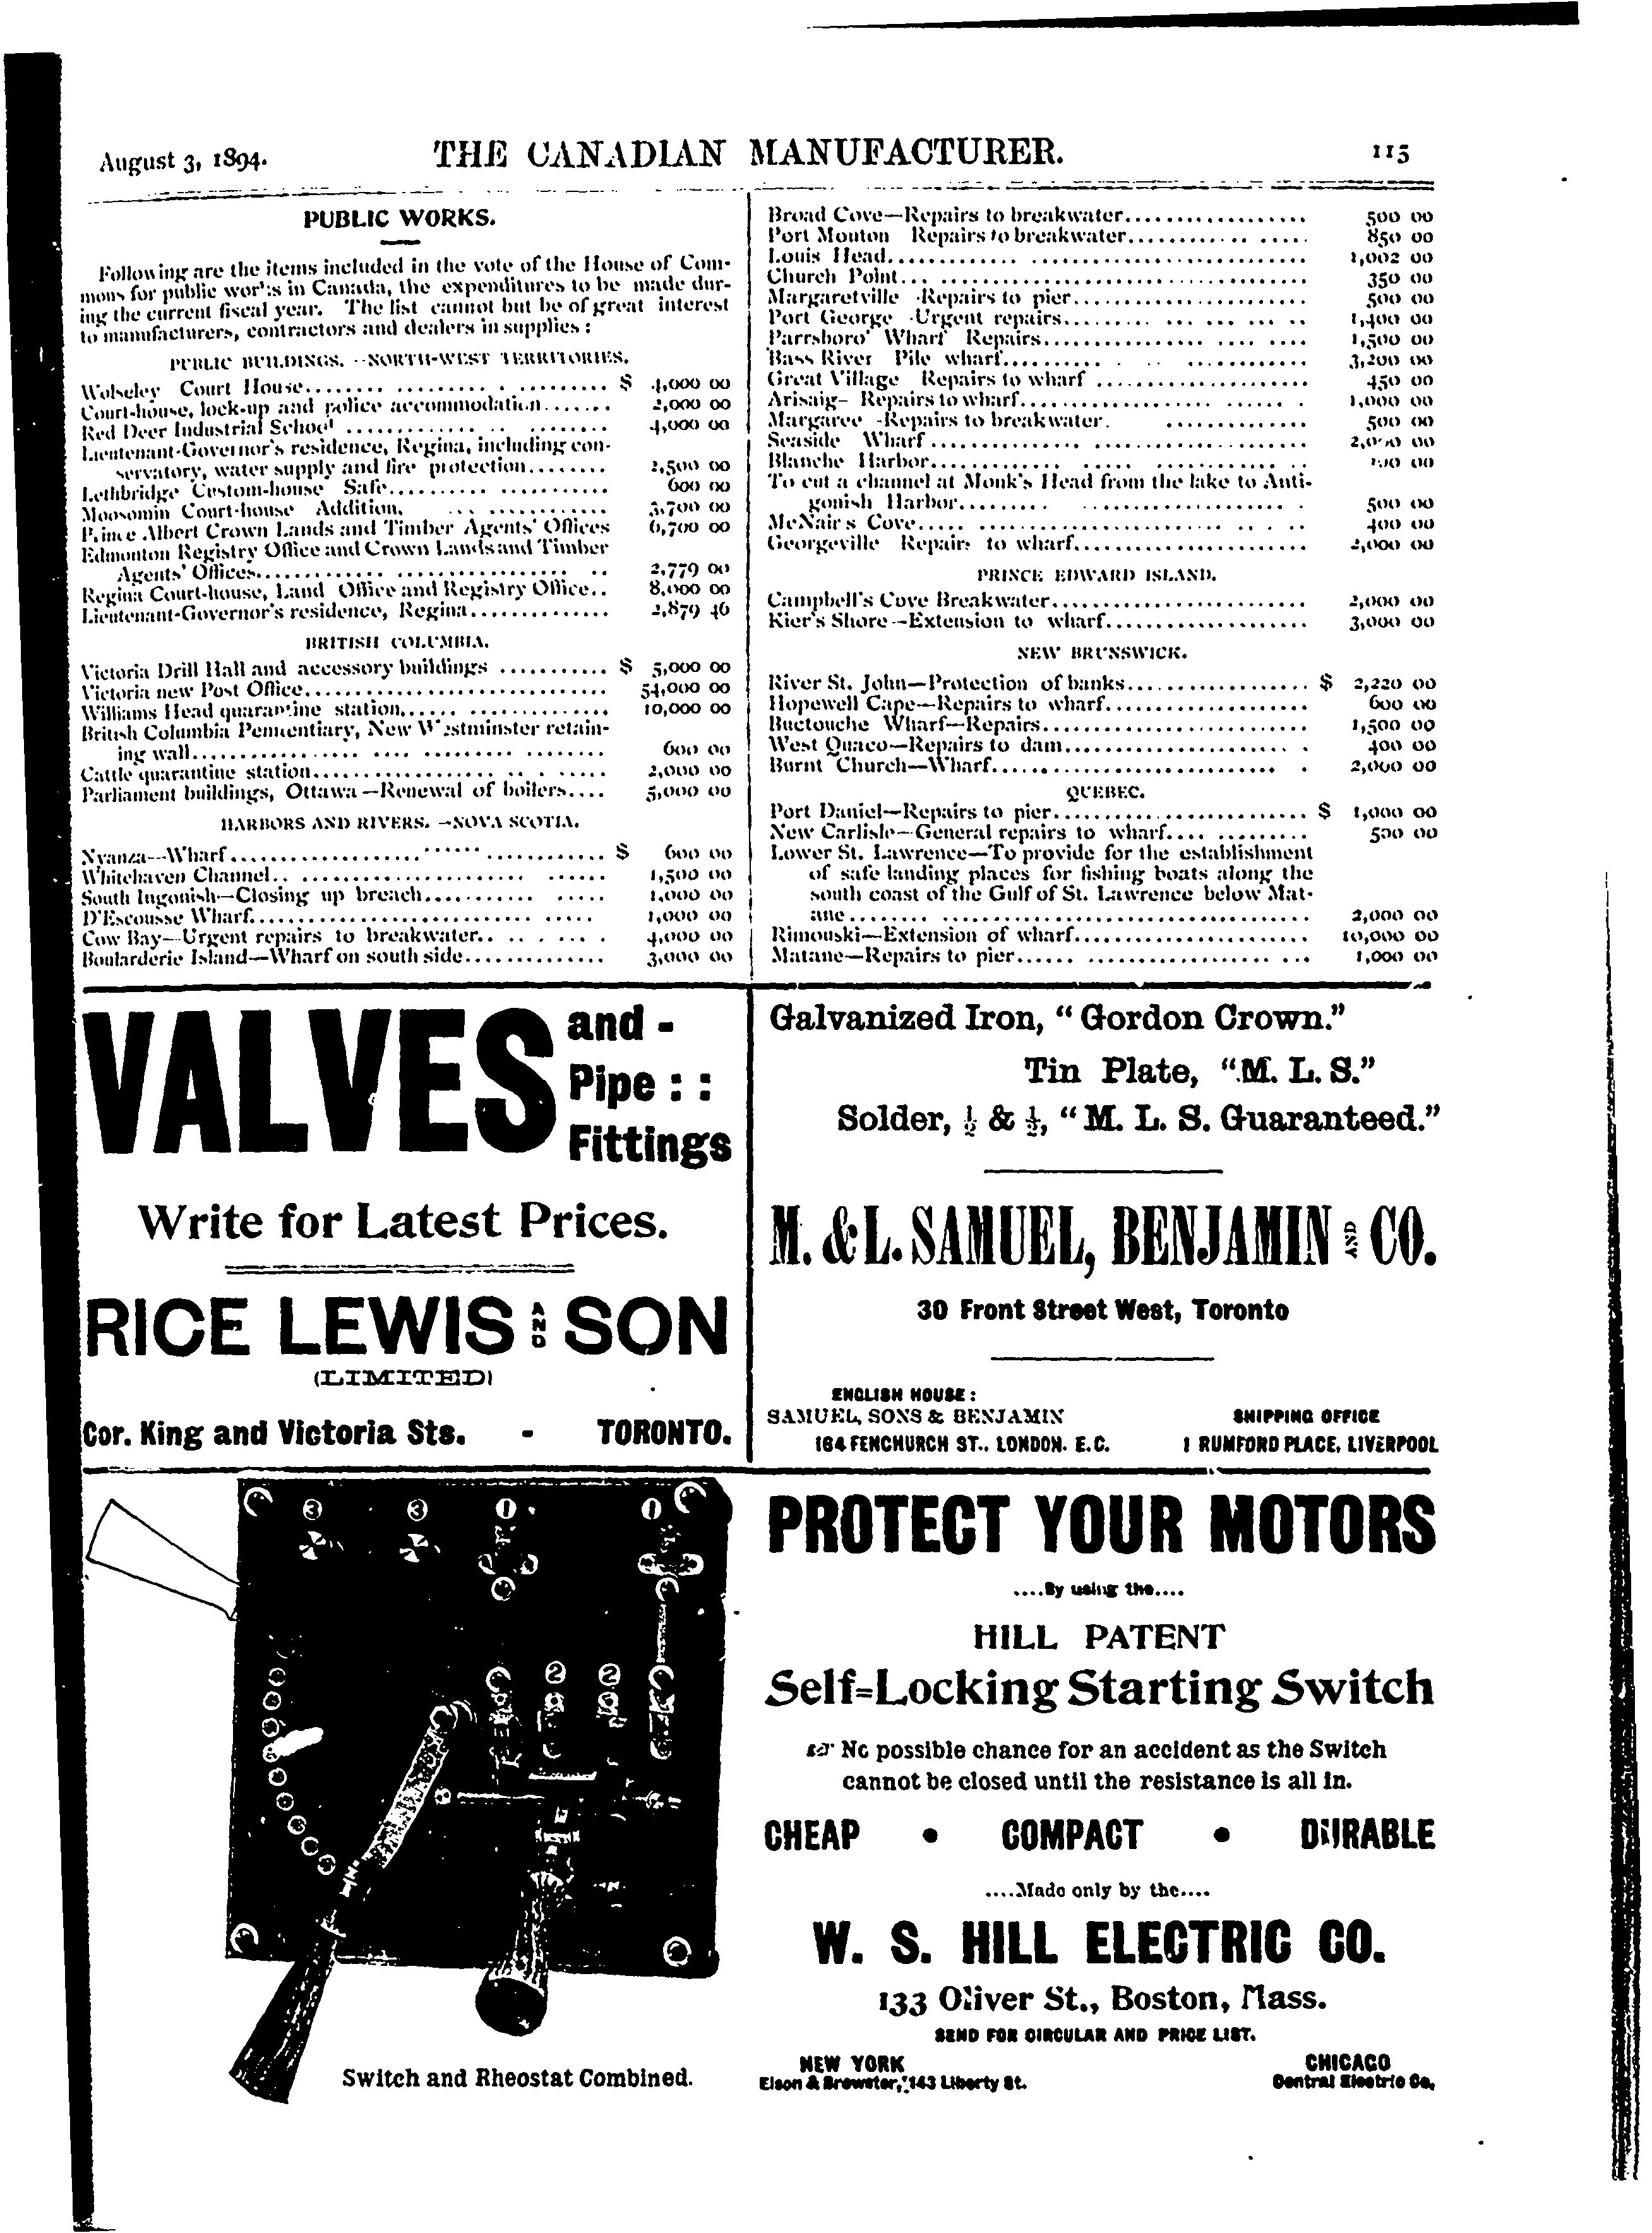 August 3, 1894. THE CANADIAN MANUFACTURER. 115
PUBLIC WORKS.
Following are the items included in the vote of the House of Com-
mons for public works in Canada, the expenditures to be made dur-
ing the current fiscal year. The list cannot but be of great interest
to manufacturers, contractors and dealers in supplies:
PUBLIC BUILDINGS.--NORTH-WEST TERRITORIES.
Wolseley Court House........ $ 4,000 00
Court-house, lock-up and police accommodation....... 2,000 00
Red Deer Industrial School ........ 4,000 00
Lieutenant-Governor's residence, Regina, including con-
servatory, water supply and fire protection........ 2,500 00
Lethbridge Custom-house Safe........ 600 00
Moosomin Court-house Addition. ........ 3,700 00
Prince Albert Crown Lands and Timber Agents' Offices 6,700 00
Edmonton Registry Office and Crown Lands and Timber
Agents' Offices........ 2,779 00
Regina Court-house, Land Office and Registry Office.. 8,000 00
Lieutenant-Governor's residence, Regina........ 2,879 46
BRITISH COLUMBIA.
Victoria Drill Hall and accessory buildings ........ $ 5,000 00
Victoria new Post Office........ 54,000 00
Williams Head quarantine station........ 10,000 00
British Columbia Penitentiary, New Westminster retain-
ing wall........ 600 00
Cattle quarantine station........ 2,000 00
Parliament buildings, Ottawa—Renewal of boilers.... 5,000 00
HARBORS AND RIVERS.—NOVA SCOTIA.
Nyanza--Wharf........ $ 600 00
Whitehaven Channel........ 1,500 00
South Ingonish—Closing up breach........ 1,000 00
D'Escousse Wharf........ 1,000 00
Cow Bay—Urgent repairs to breakwater........ 4,000 00
Boularderie Island—Wharf on south side........ 3,000 00
Broad Cove—Repairs to breakwater........ 500 00
Port Mouton Repairs to breakwater........ 850 00
Louis Head........ 1,002 00
Church Point........ 350 00
Margaretville -Repairs to pier........ 500 00
Port George -Urgent repairs........ 1,400 00
Parrsboro' Wharf Repairs........ 1,500 00
Bass River Pile wharf........ 3,200 00
Great Village Repairs to wharf ........ 450 00
Arisaig- Repairs to wharf........ 1,000 00
Margaree -Repairs to breakwater. ........ 500 00
Seaside Wharf ........ 00
Blanche Harbor........ 00
To cut a channel at Monk's Head from the lake to Anti-
gonish Harbor........ 500 00
McNair s Cove........ 400 00
Georgeville Repairs to wharf........ 2,000 00
PRINCE EDWARD ISLAND.
Campbell's Cove Breakwater........ 2,000 00
Kier's Shore--Extension to wharf........ 3,000 00
NEW BRUNSWICK.
River St. John—Protection of banks........ $ 2,220 00
Hopewell Cape—Repairs to wharf........ 600 00
Buctouche Wharf—Repairs........ 1,500 00
West Quaco—Repairs to dam........ 400 00
Burnt Church—Wharf........ 2,000 00
QUEBEC.
Port Daniel—Repairs to pier........ $ 1,000 00
New Carlisle—General repairs to wharf........ 500 00
Lower St. Lawrence—To provide for the establishment
of safe landing places for fishing boats along the
south coast of the Gulf of St. Lawrence below Mat-
ane........ 2,000 00
Rimouski—Extension of wharf........ 10,000 00
Matane—Repairs to pier........ 1,000 00
VALVES and -
Pipe : :
Fittings
Write for Latest Prices.
RICE LEWIS AND SON
(LIMITED)
Cor. King and Victoria Sts. - TORONTO.
Galvanized Iron, "Gordon Crown."
Tin Plate, "M. L. S."
Solder, ½ & ½, "M. L. S. Guaranteed."
M. & L. SAMUEL, BENJAMIN AND CO.
30 Front Street West, Toronto
ENGLISH HOUSE:
SAMUEL, SONS & BENJAMIN
164 FENCHURCH ST., LONDON. E.C.
SHIPPING OFFICE
1 RUMFORD PLACE, LIVERPOOL
3 3 1 1
2 2
Switch and Rheostat Combined.
PROTECT YOUR MOTORS
....By using the....
HILL PATENT
Self=Locking Starting Switch
☞ No possible chance for an accident as the Switch
cannot be closed until the resistance is all in.
CHEAP • COMPACT • DURABLE
....Made only by the....
W. S. HILL ELECTRIC CO.
133 Oliver St., Boston, Mass.
SEND FOR CIRCULAR AND PRICE LIST.
NEW YORK
Elson & Brewster, 143 Liberty St.
CHICAGO
Central Electric Co.